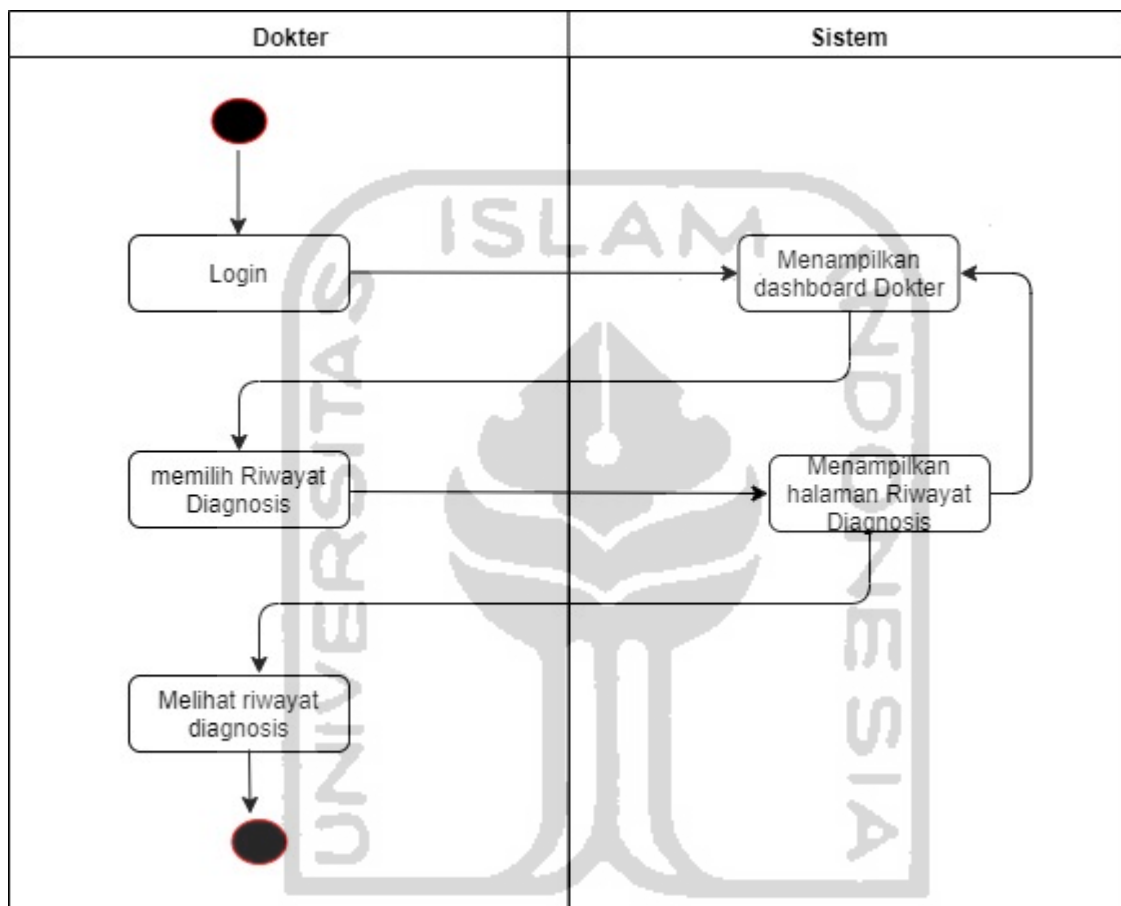 Dokter
Sistem
Login
Menampilkan
dashboard Dokter
memilih Riwayat
Diagnosis
Menampilkan
halaman Riwayat
Diagnosis
Melihat riwayat
diagnosis
UNIVERSITAS
ISLAM
INDONESIA